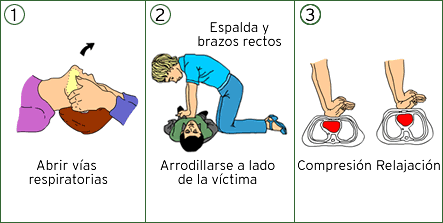 1
Abrir vías
respiratorias
2
Espalda y
brazos rectos
Arrodillarse a lado
de la víctima
3
Compresión Relajación